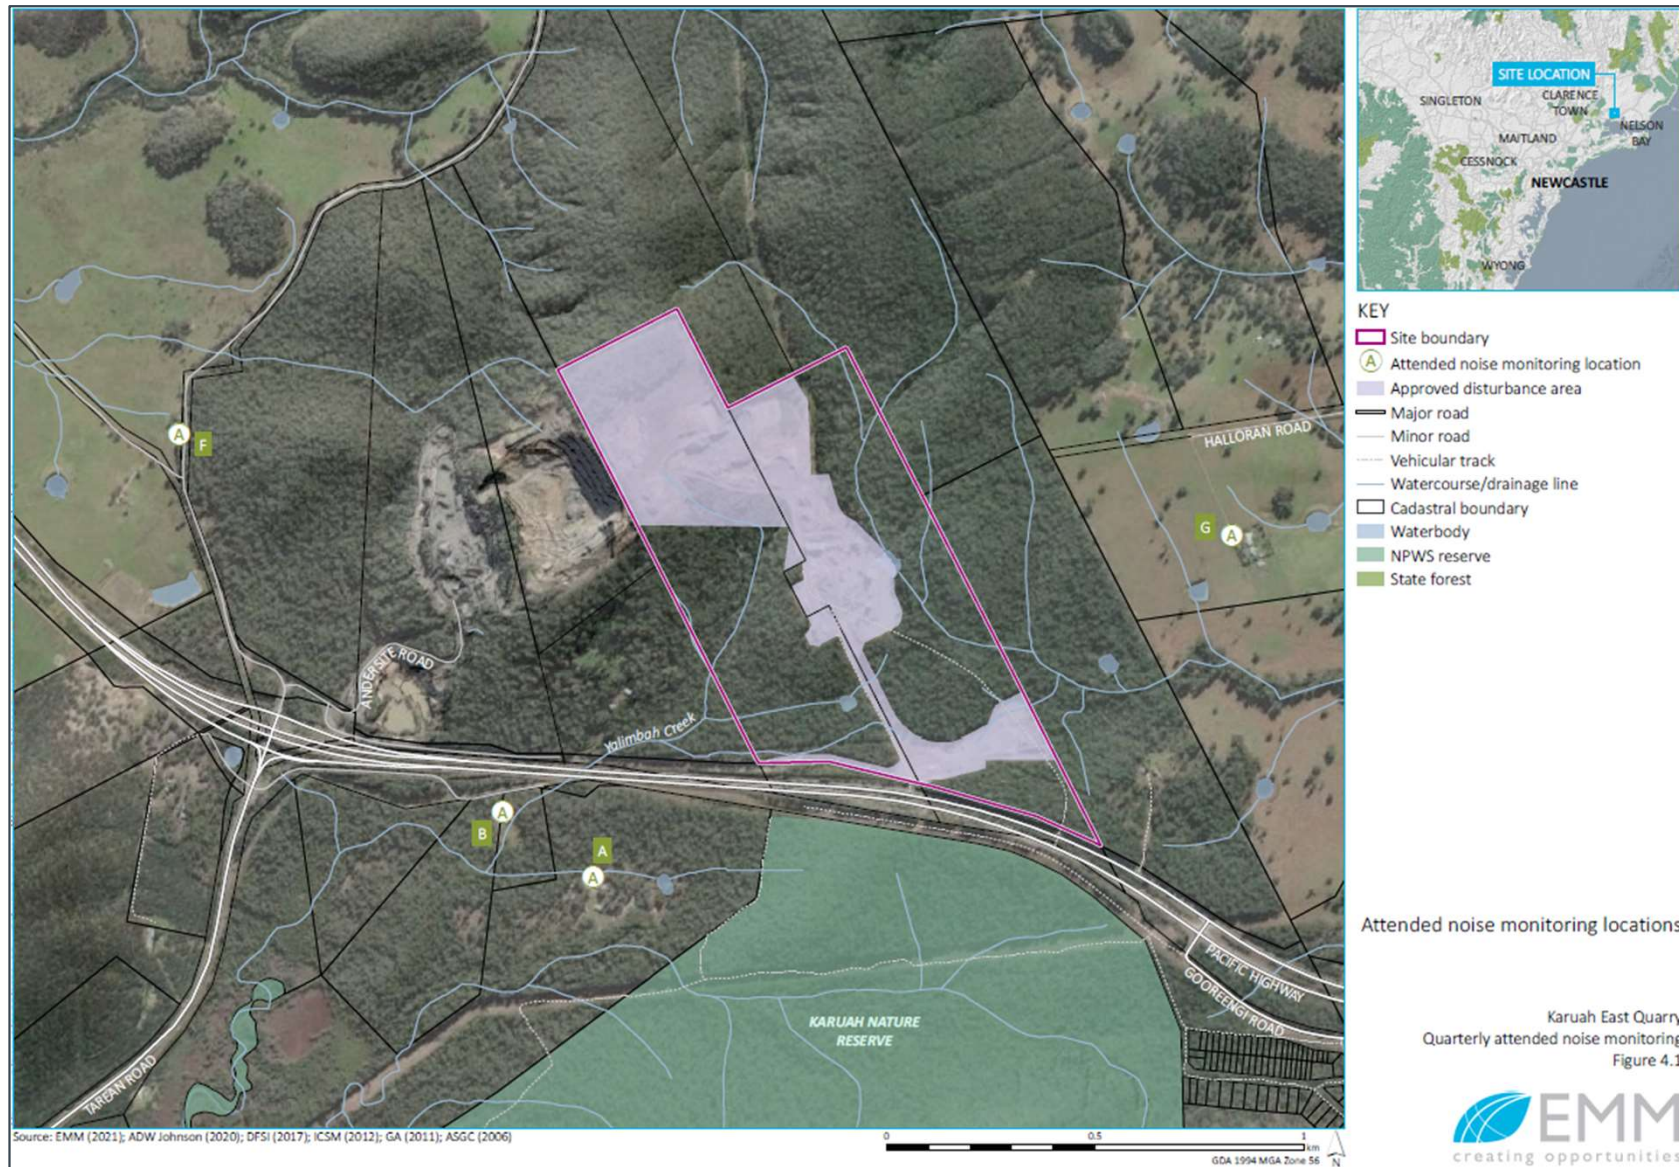 SITE LOCATION
SINGLETON
CLARENCE
TOWN
NELSON
BAY
MAITLAND
CESSNOCK
NEWCASTLE
WYONG
KEY
Site boundary
A Attended noise monitoring location
Approved disturbance area
Major road
Minor road
Vehicular track
Watercourse/drainage line
Cadastral boundary
Waterbody
NPWS reserve
State forest
HALLORAN ROAD
A
F
G
A
ANDERSITE ROAD
Yalimbah Creek
A
B
A
A
PACIFIC HIGHWAY
GOOREENGI ROAD
KARUAH NATURE
RESERVE
TAREAN ROAD
Attended noise monitoring locations
Karuah East Quarry
Quarterly attended noise monitoring
Figure 4.1
EMM
creating opportunities
Source: EMM (2021); ADW Johnson (2020); DFSI (2017); ICSM (2012); GA (2011); ASGC (2006)
0 0.5 1
km
GDA 1994 MGA Zone 56 N